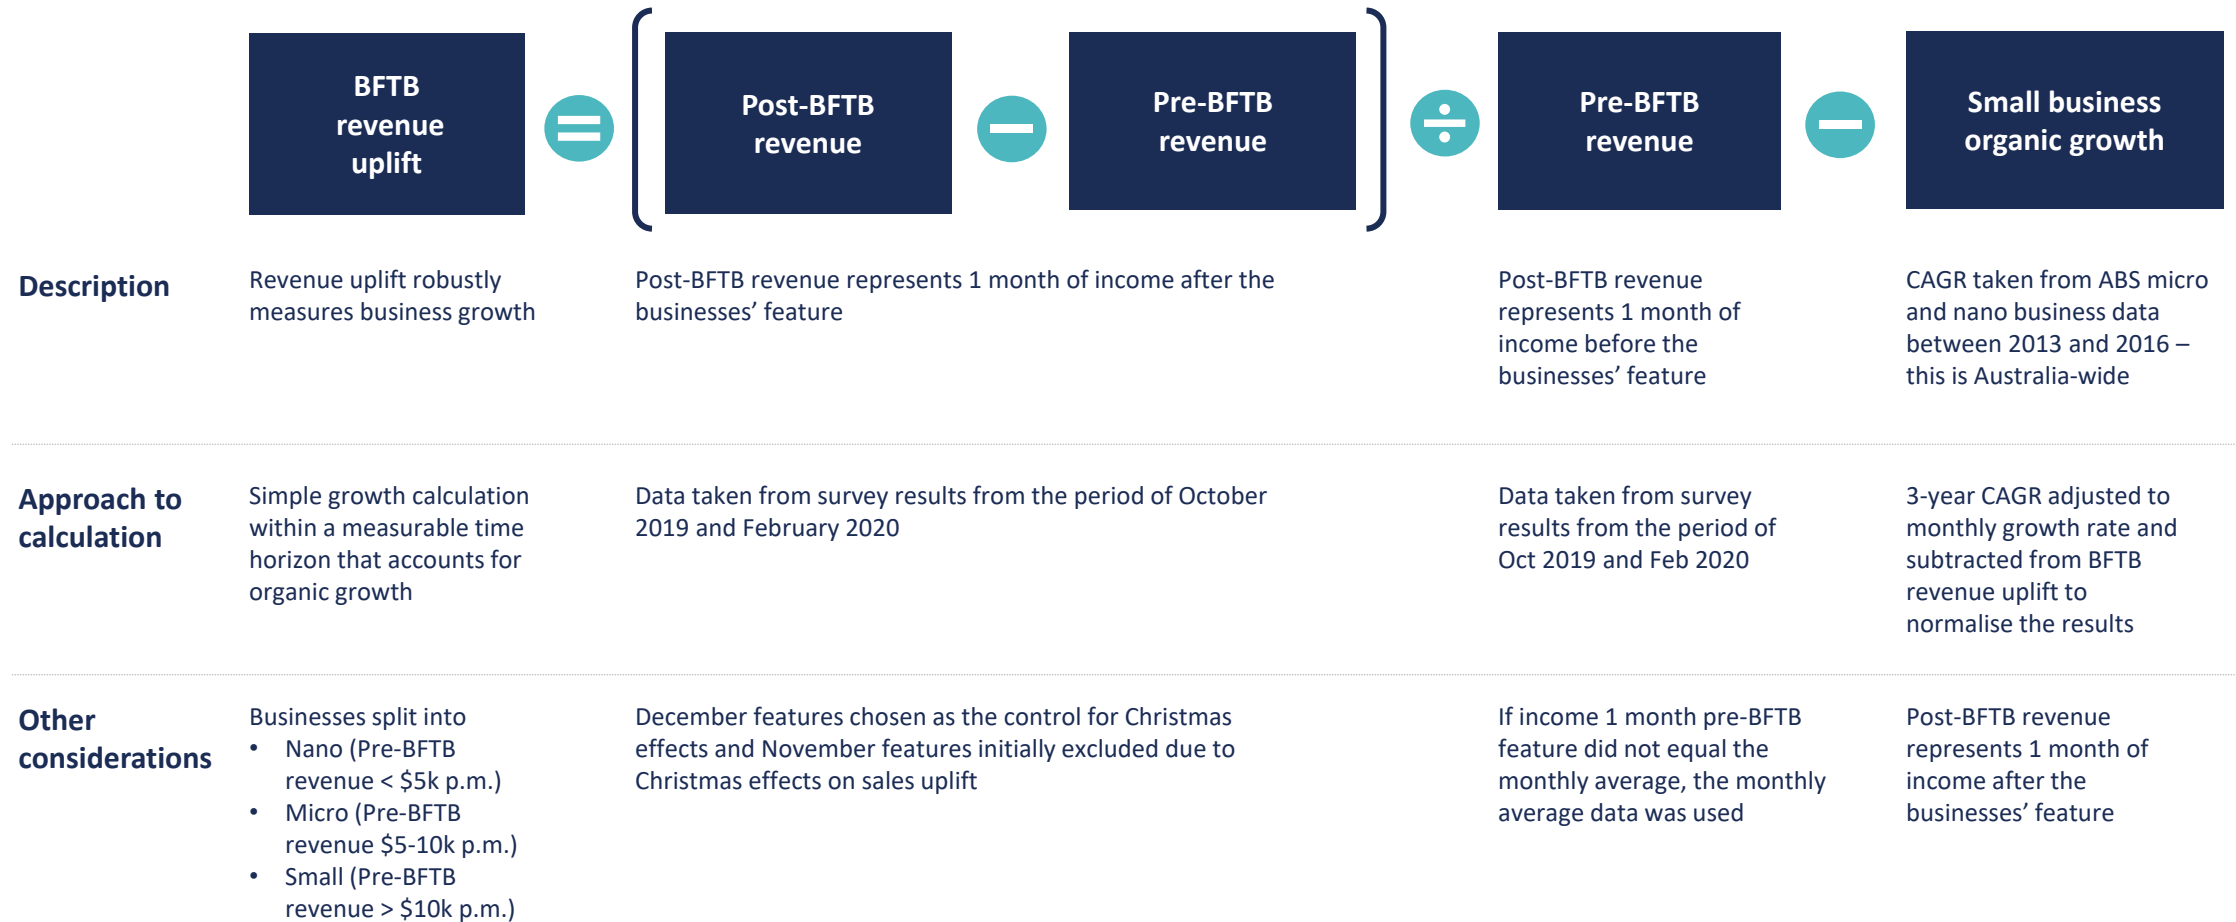 BFTB
revenue
uplift
=
Post-BFTB
revenue
−
Pre-BFTB
revenue
÷
Pre-BFTB
revenue
−
Small business
organic growth
Description
Revenue uplift robustly
measures business growth
Post-BFTB revenue represents 1 month of income after the
businesses’ feature
Post-BFTB revenue
represents 1 month of
income before the
businesses’ feature
CAGR taken from ABS micro
and nano business data
between 2013 and 2016 –
this is Australia-wide
Approach to
calculation
Simple growth calculation
within a measurable time
horizon that accounts for
organic growth
Data taken from survey results from the period of October
2019 and February 2020
Data taken from survey
results from the period of
Oct 2019 and Feb 2020
3-year CAGR adjusted to
monthly growth rate and
subtracted from BFTB
revenue uplift to
normalise the results
Other
considerations
Businesses split into
• Nano (Pre-BFTB
revenue < $5k p.m.)
• Micro (Pre-BFTB
revenue $5-10k p.m.)
• Small (Pre-BFTB
revenue > $10k p.m.)
December features chosen as the control for Christmas
effects and November features initially excluded due to
Christmas effects on sales uplift
If income 1 month pre-BFTB
feature did not equal the
monthly average, the monthly
average data was used
Post-BFTB revenue
represents 1 month of
income after the
businesses’ feature